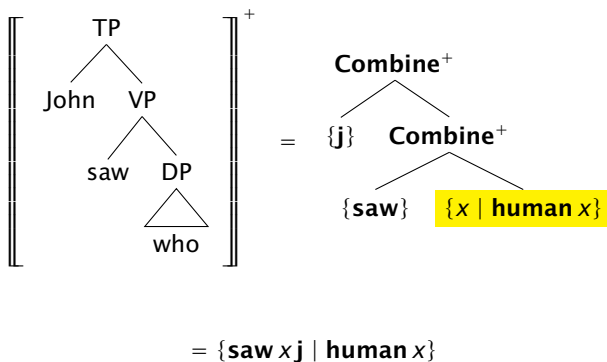 +
TP
John VP
saw DP
who
=
Combine+
{j} Combine+
{saw} {x | human x}
= {saw x j | human x}